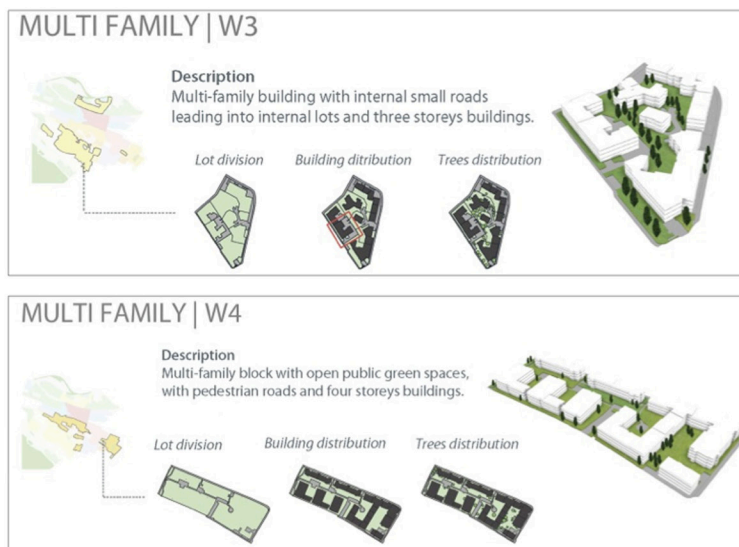 MULTI FAMILY | W3
Description
Multi-family building with internal small roads
leading into internal lots and three storeys buildings.
Lot division
Building ditribution
Trees distribution
MULTI FAMILY | W4
Description
Multi-family block with open public green spaces,
with pedestrian roads and four storeys buildings.
Lot division
Building distribution
Trees distribution